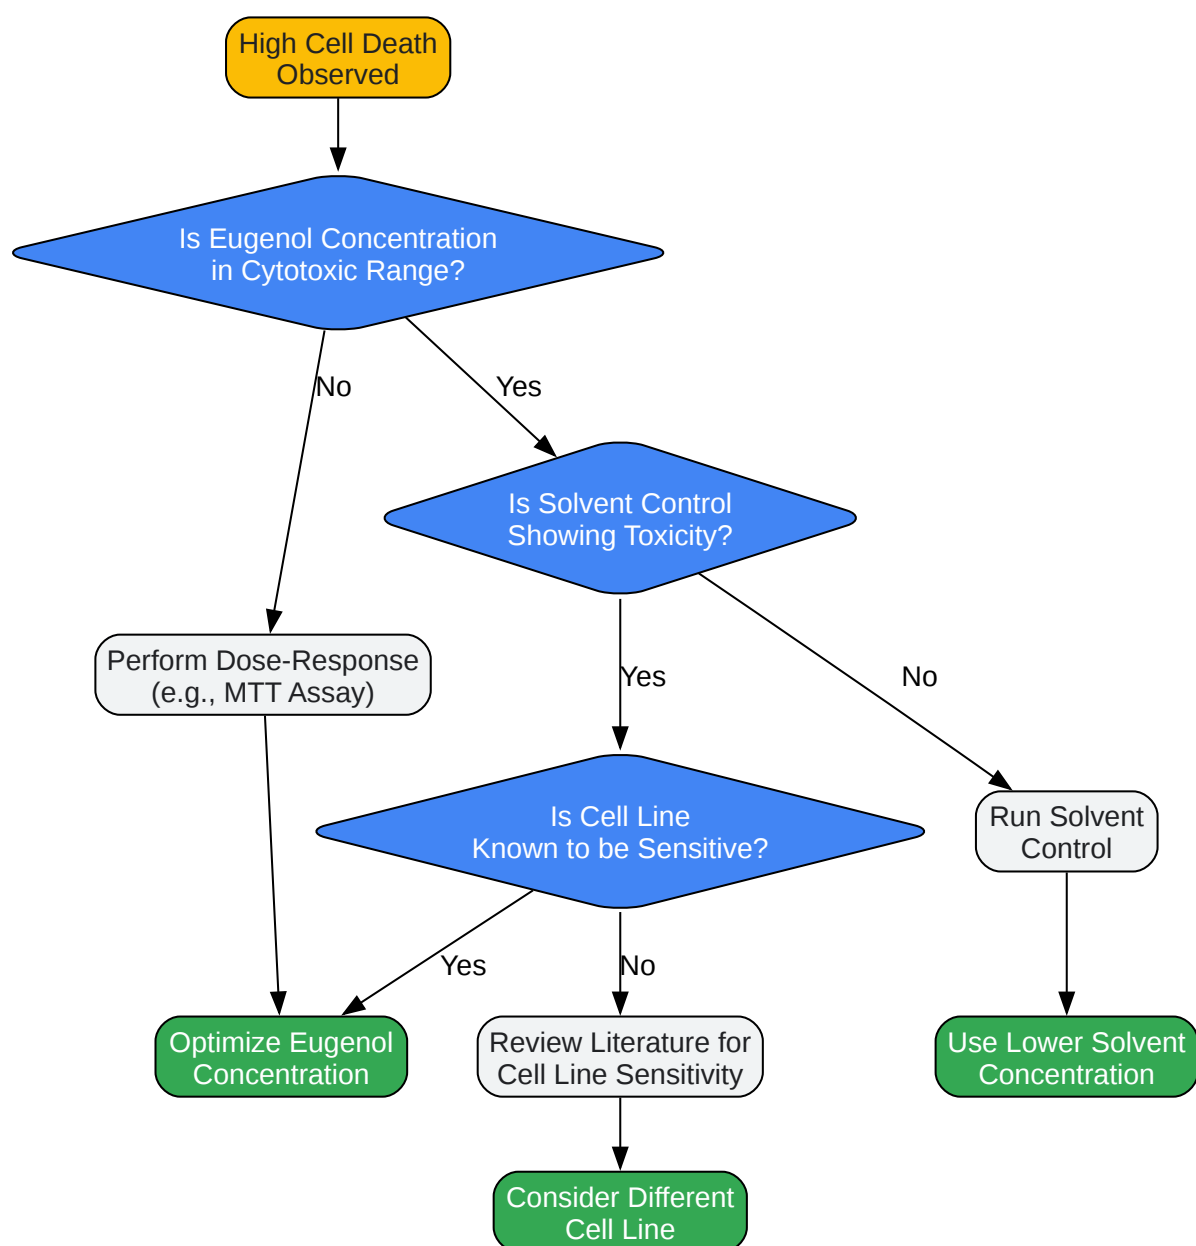 High Cell Death
Observed
Is Eugenol Concentration
in Cytotoxic Range?
No
Yes
Is Solvent Control
Showing Toxicity?
Perform Dose-Response
(e.g., MTT Assay)
Yes
No
Is Cell Line
Known to be Sensitive?
Run Solvent
Control
Yes
No
Optimize Eugenol
Concentration
Review Literature for
Cell Line Sensitivity
Use Lower Solvent
Concentration
Consider Different
Cell Line